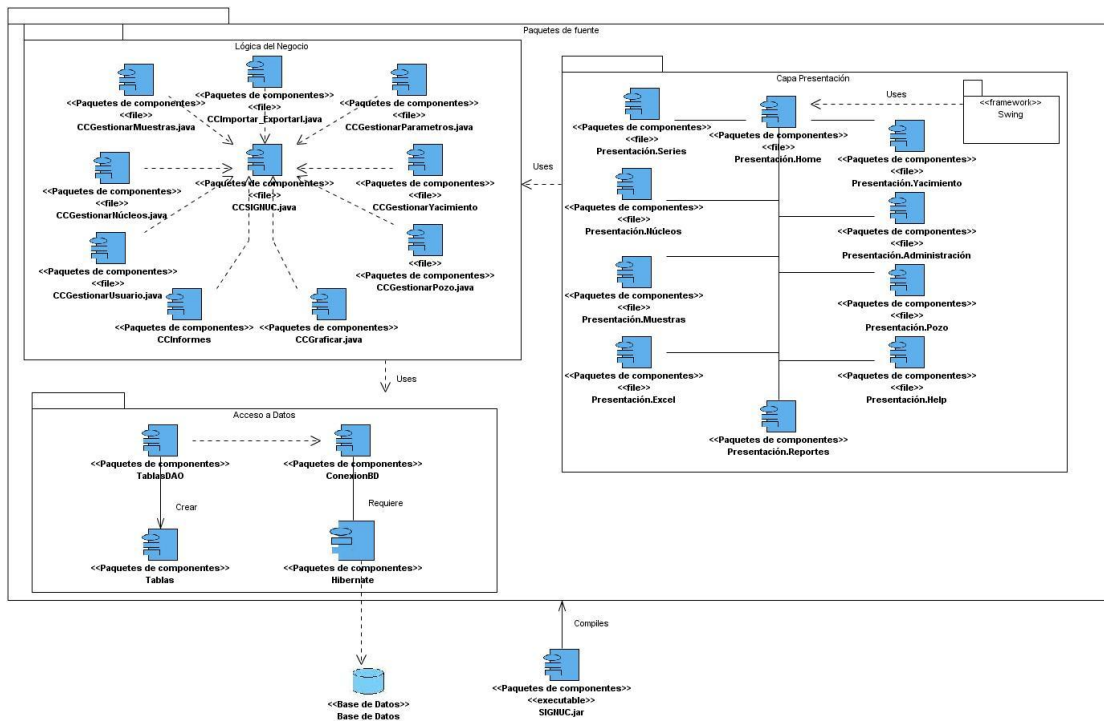 Paquetes de fuente
Lógica del Negocio
<<Paquetes de componentes>>
<<file>>
CCGestionarMuestras.java
<<Paquetes de componentes>>
<<file>>
CCImportar_ExportarI.java
<<Paquetes de componentes>>
<<file>>
CCGestionarParametros.java
<<Paquetes de componentes>>
<<file>>
CCGestionarNúcleos.java
<<Paquetes de componentes>>
<<file>>
CCSIGNUC.java
<<Paquetes de componentes>>
<<file>>
CCGestionarYacimiento
<<Paquetes de componentes>>
<<file>>
CCGestionarUsuario.java
<<file>>
<<Paquetes de componentes>>
CCGestionarPozo.java
<<Paquetes de componentes>>
CCInformes
<<Paquetes de componentes>>
CCGraficar.java
Uses
Capa Presentación
<<Paquetes de componentes>>
<<file>>
Presentación.Series
<<Paquetes de componentes>>
<<file>>
Presentación.Home
Uses
<<framework>>
Swing
<<Paquetes de componentes>>
<<file>>
Presentación.Yacimiento
<<Paquetes de componentes>>
<<file>>
Presentación.Núcleos
<<Paquetes de componentes>>
<<file>>
Presentación.Administración
<<Paquetes de componentes>>
<<file>>
Presentación.Muestras
<<Paquetes de componentes>>
<<file>>
Presentación.Pozo
<<Paquetes de componentes>>
<<file>>
Presentación.Excel
<<Paquetes de componentes>>
<<file>>
Presentación.Help
<<Paquetes de componentes>>
Presentación.Reportes
Uses
Acceso a Datos
<<Paquetes de componentes>>
TablasDAO
<<Paquetes de componentes>>
ConexionBD
Crear
Requiere
<<Paquetes de componentes>>
Tablas
<<Paquetes de componentes>>
Hibernate
Compiles
<<Base de Datos>>
Base de Datos
<<Paquetes de componentes>>
<<executable>>
SIGNUC.jar